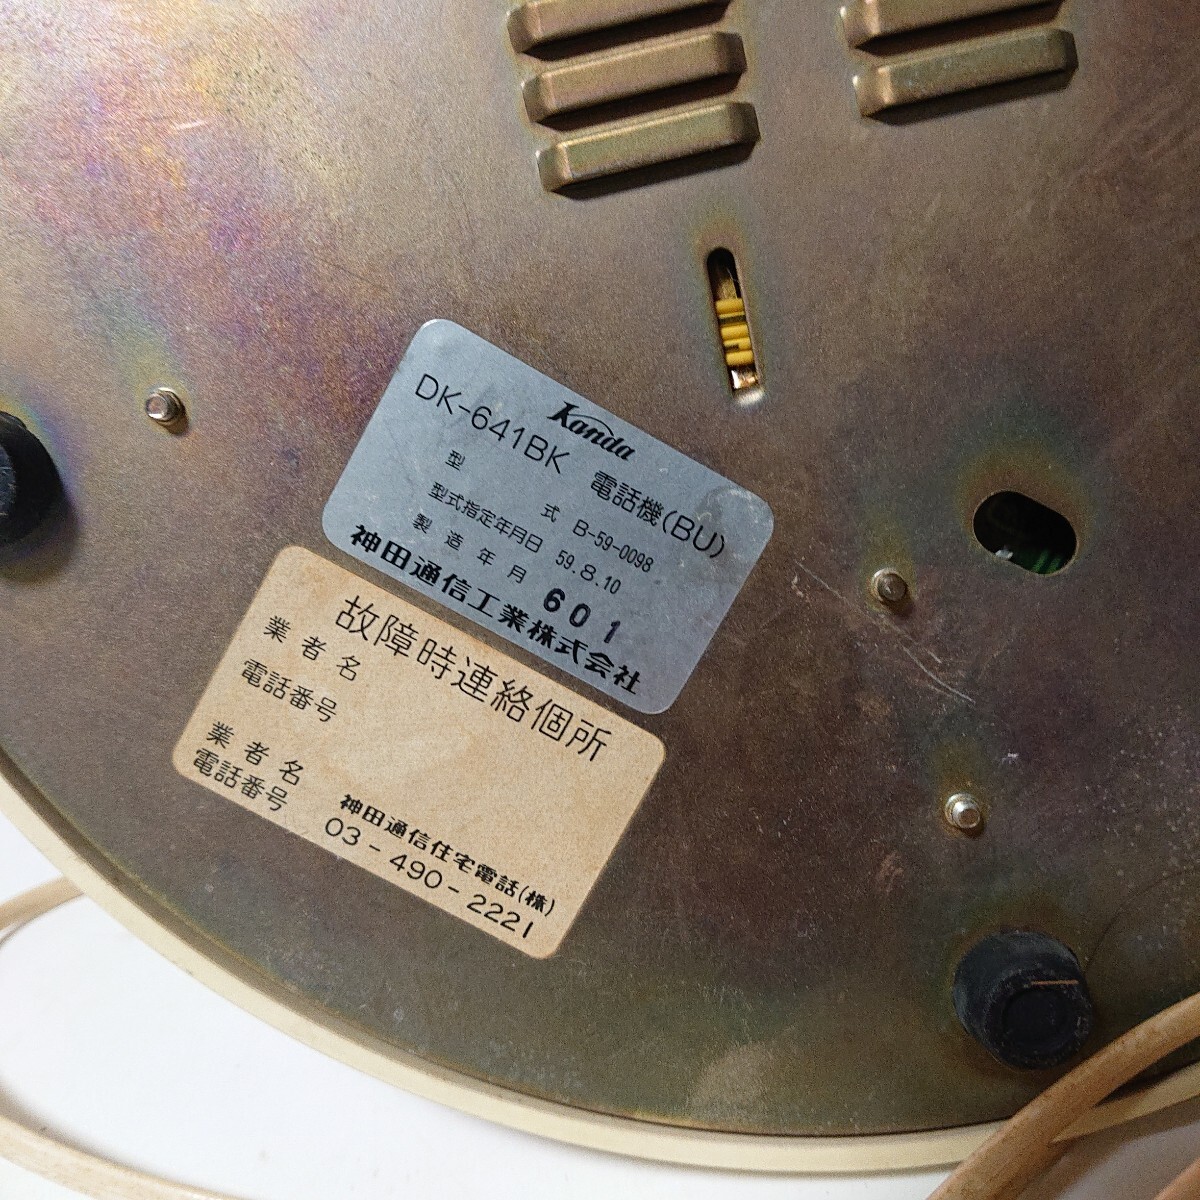 Kanda
DK-641BK 電話機(BU)
型式 B-59-0098
型式指定年月日 59.8.10
製造年月 601
神田通信工業株式会社
故障時連絡個所
業者名
電話番号
業者名 神田通信住宅電話(株)
電話番号 03-490-2221